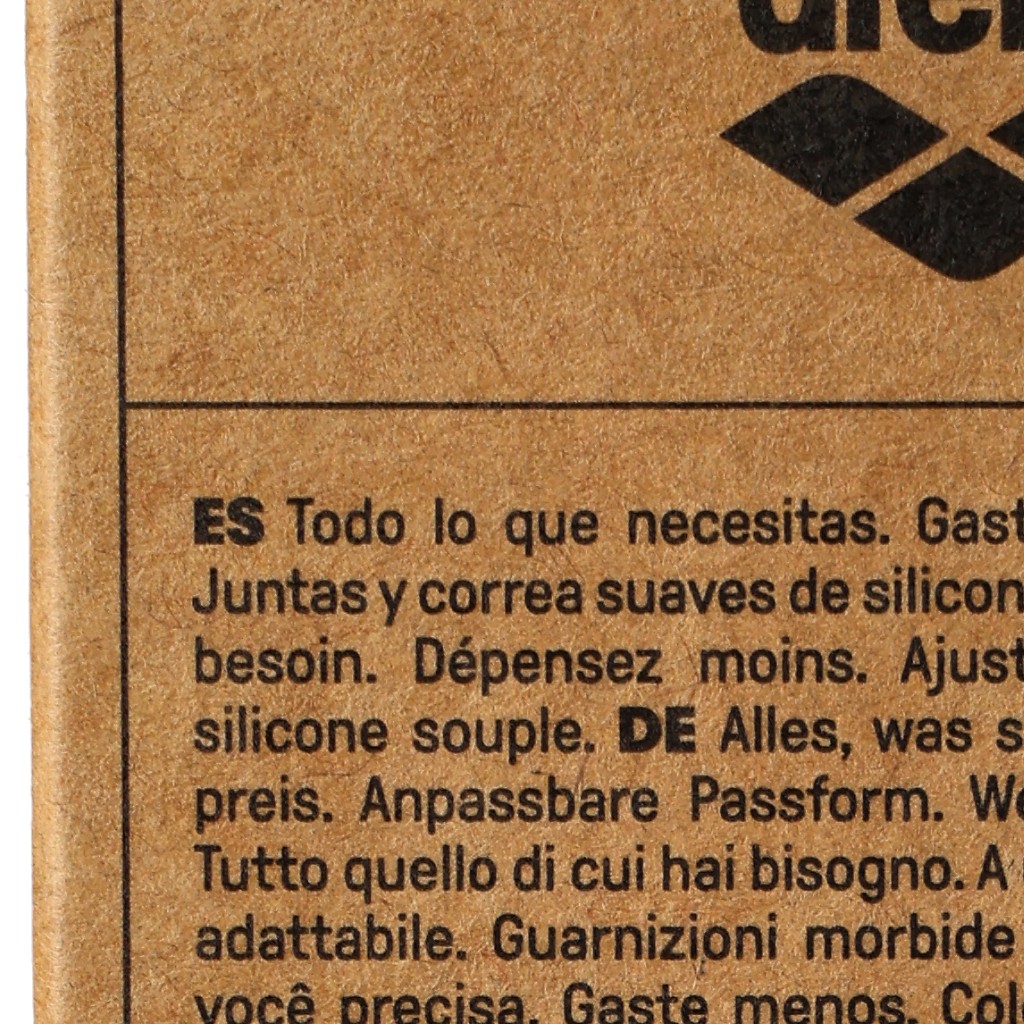 ES Todo lo que necesitas. Gast
Juntas y correa suaves de silicon
besoin. Dépensez moins. Ajust
silicone souple. DE Alles, was s
preis. Anpassbare Passform. We
Tutto quello di cui hai bisogno. A
adattabile. Guarnizioni morbide
você precisa. Gaste menos. Col